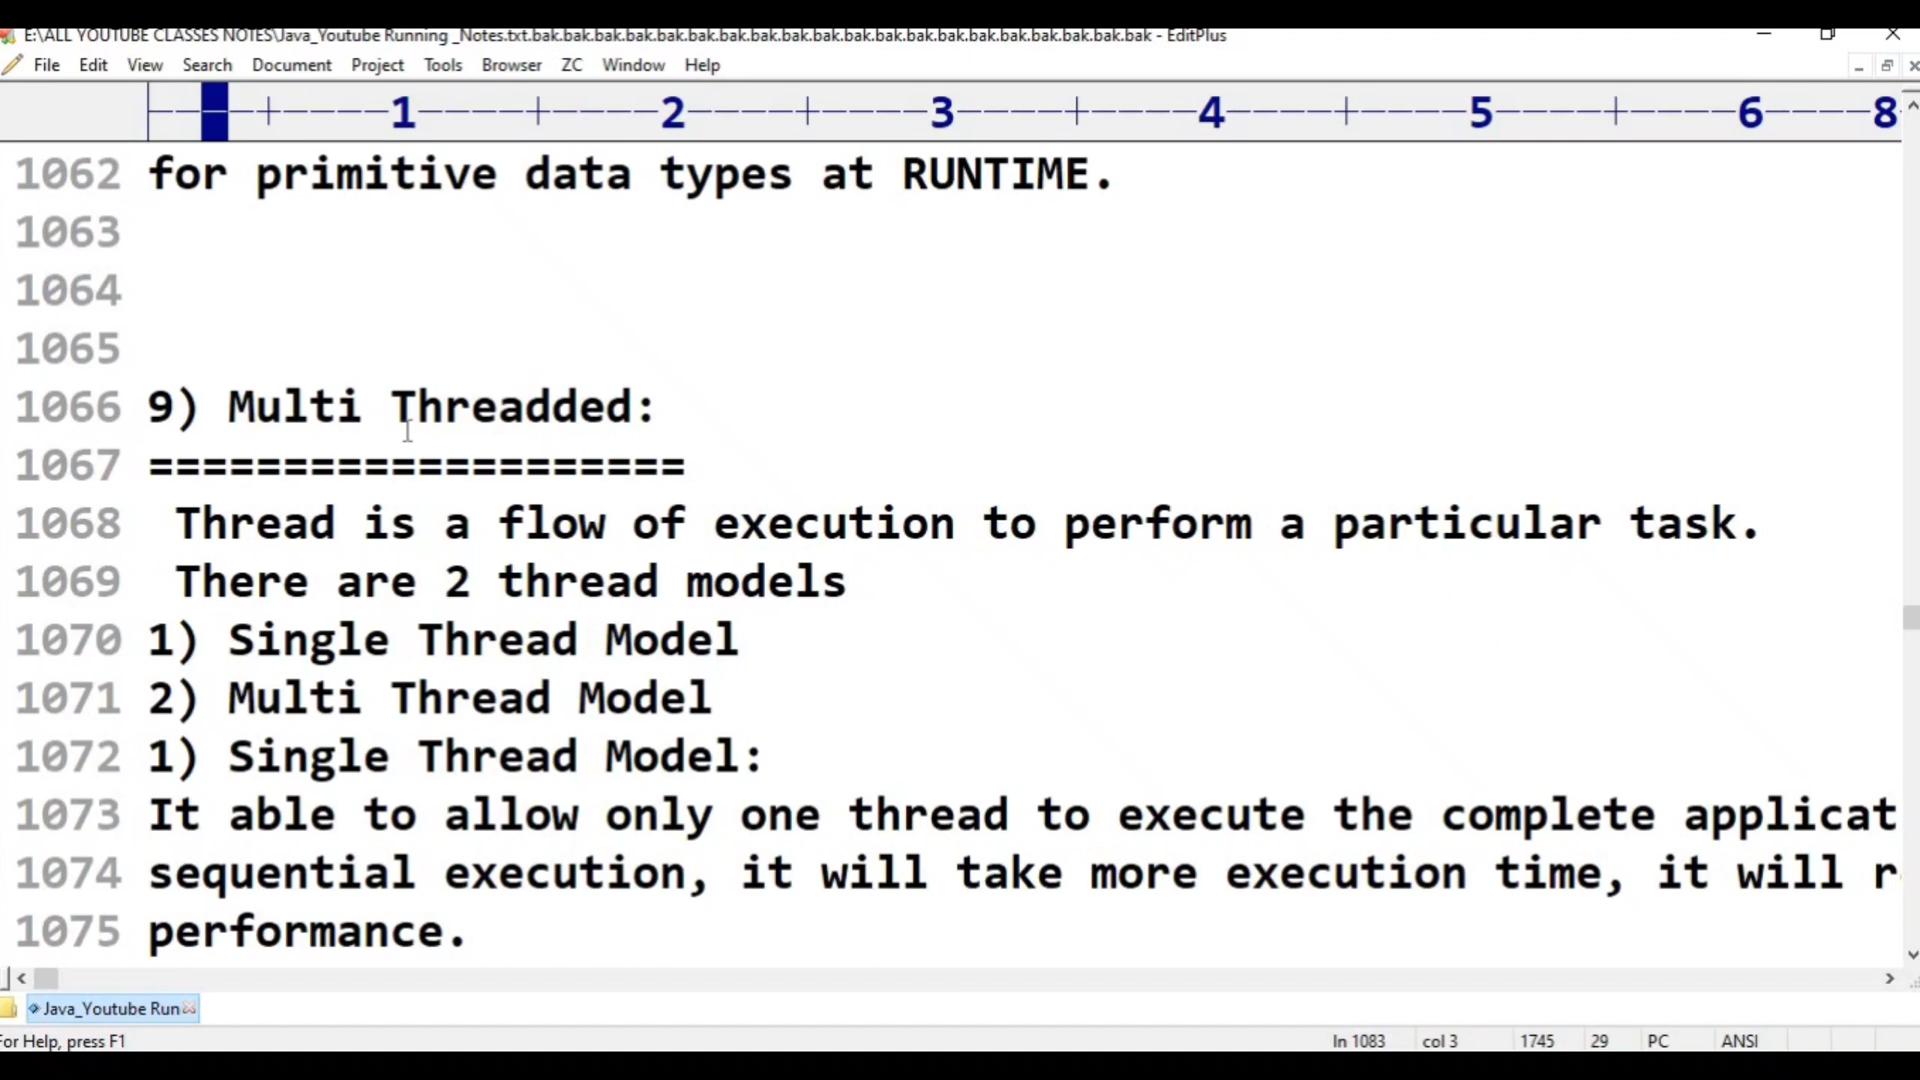 E:\ALL YOUTUBE CLASSES NOTES\Java_Youtube Running _Notes.txt.bak.bak.bak.bak.bak.bak.bak.bak.bak.bak.bak.bak.bak.bak.bak.bak.bak.bak.bak.bak - EditPlus
File Edit View Search Document Project Tools Browser ZC Window Help
1 2 3 4 5 6 8
1062 for primitive data types at RUNTIME.
1063
1064
1065
1066 9) Multi Threadded:
1067 ====================
1068 Thread is a flow of execution to perform a particular task.
1069 There are 2 thread models
1070 1) Single Thread Model
1071 2) Multi Thread Model
1072 1) Single Thread Model:
1073 It able to allow only one thread to execute the complete applicat
1074 sequential execution, it will take more execution time, it will r
1075 performance.
Java_Youtube Run
For Help, press F1 ln 1083 col 3 1745 29 PC ANSI